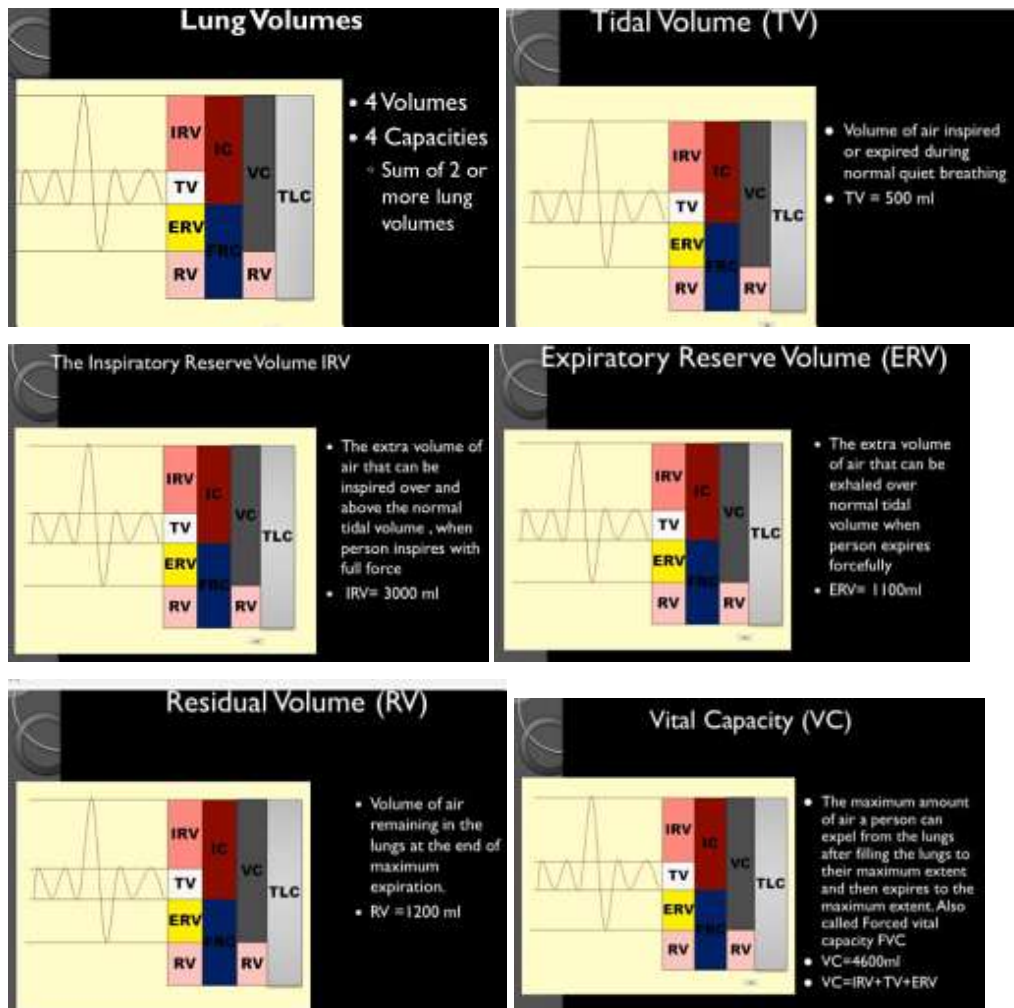 Lung Volumes
IRV
IC
VC
TV
TLC
ERV
FRC
RV
RV
• 4 Volumes
• 4 Capacities
◦ Sum of 2 or
more lung
volumes
Tidal Volume (TV)
IRV
IC
VC
TV
TLC
ERV
FRC
RV
RV
• Volume of air inspired
or expired during
normal quiet breathing
• TV = 500 ml
The Inspiratory Reserve Volume IRV
IRV
IC
VC
TV
TLC
ERV
FRC
RV
RV
• The extra volume of
air that can be
inspired over and
above the normal
tidal volume , when
person inspires with
full force
• IRV= 3000 ml
Expiratory Reserve Volume (ERV)
IRV
IC
VC
TV
TLC
ERV
FRC
RV
RV
• The extra volume
of air that can be
exhaled over
normal tidal
volume when
person expires
forcefully
• ERV= 1100ml
Residual Volume (RV)
IRV
IC
VC
TV
TLC
ERV
FRC
RV
RV
• Volume of air
remaining in the
lungs at the end of
maximum
expiration.
• RV =1200 ml
Vital Capacity (VC)
IRV
IC
VC
TV
TLC
ERV
FRC
RV
RV
• The maximum amount
of air a person can
expel from the lungs
after filling the lungs to
their maximum extent
and then expires to the
maximum extent. Also
called Forced vital
capacity FVC
• VC=4600ml
• VC=IRV+TV+ERV